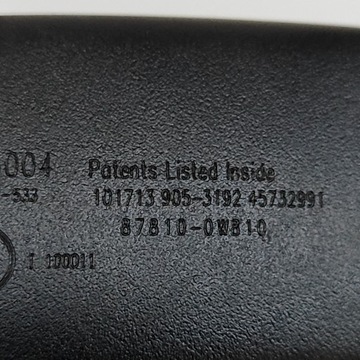 004 Patents Listed Inside
-533 101713 905-3192 45732991
87810-0W810
I 100011